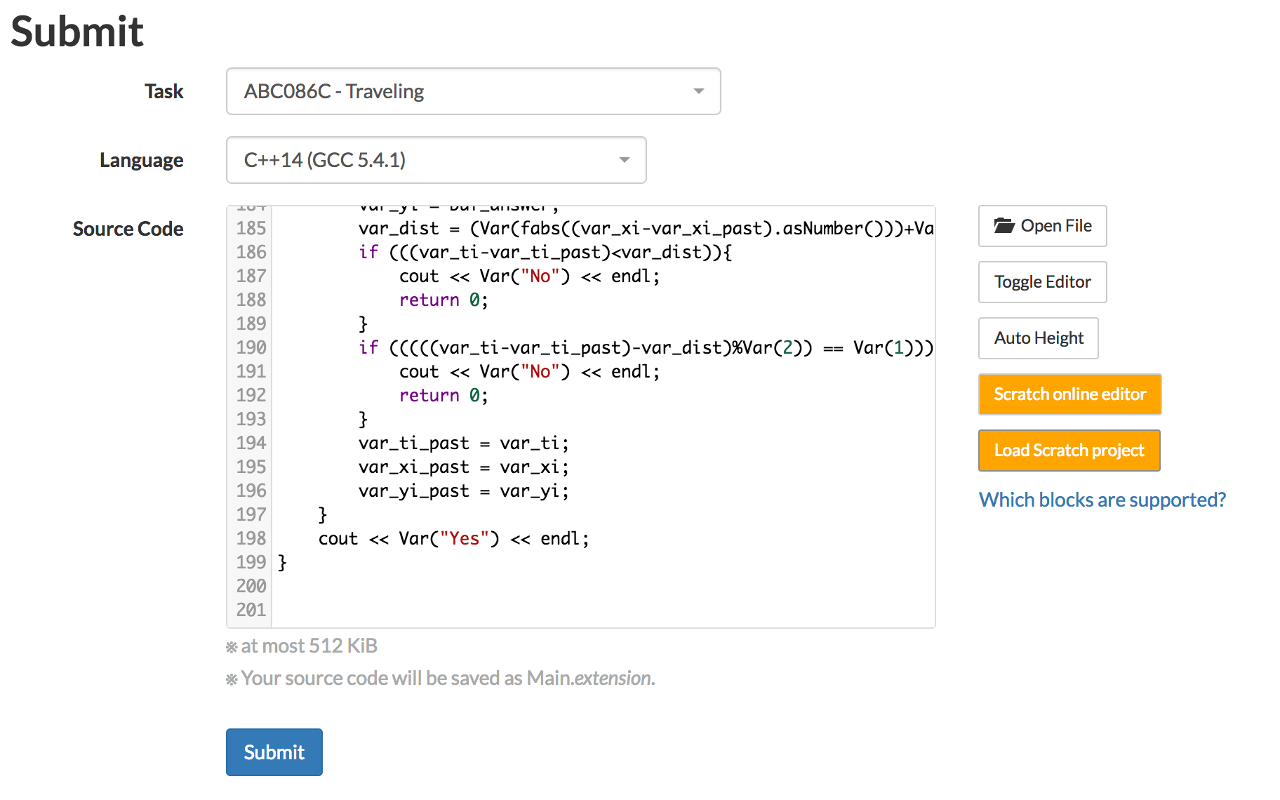 Submit
Task
ABC086C - Traveling
Language
C++14 (GCC 5.4.1)
Source Code
184 var_yi = buf_answer;
185 var_dist = (Var(fabs((var_xi-var_xi_past).asNumber()))+Va
186 if (((var_ti-var_ti_past)<var_dist)){
187 cout << Var("No") << endl;
188 return 0;
189 }
190 if (((((var_ti-var_ti_past)-var_dist)%Var(2)) == Var(1)))
191 cout << Var("No") << endl;
192 return 0;
193 }
194 var_ti_past = var_ti;
195 var_xi_past = var_xi;
196 var_yi_past = var_yi;
197 }
198 cout << Var("Yes") << endl;
199 }
200
201
Open File
Toggle Editor
Auto Height
Scratch online editor
Load Scratch project
Which blocks are supported?
※ at most 512 KiB
※ Your source code will be saved as Main.extension.
Submit